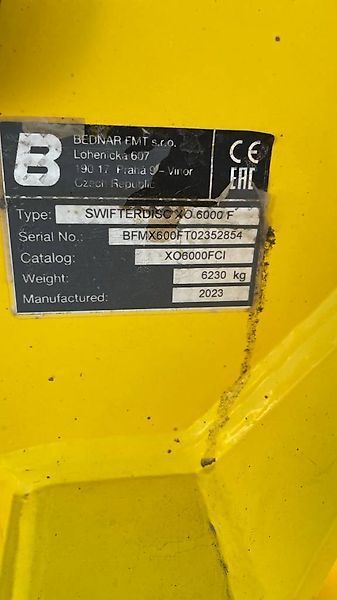 B
BEDNAR FMT s.r.o.
Lohenická 607
190 17 Praha 9 – Vinoř
Czech Republic
CE
EAC
Type: SWIFTERDISC XO 6000 F
Serial No.: BFMX600FT02352854
Catalog: XO6000FCI
Weight: 6230 kg
Manufactured: 2023